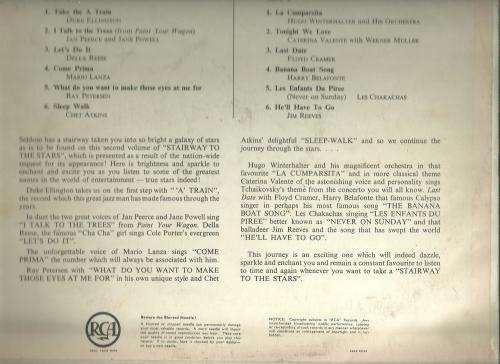 1. Take the A Train
DUKE ELLINGTON
2. I Talk to the Trees (from Paint Your Wagon)
JAN PEERCE and JANE POWELL
3. Let's Do It
DELLA REESE
4. Come Prima
MARIO LANZA
5. What do you want to make those eyes at me for
RAY PETERSEN
6. Sleep Walk
CHET ATKINS
1. La Cumparsita
HUGO WINTERHALTER AND HIS ORCHESTRA
2. Tonight We Love
CATERINA VALENTE with WERNER MULLER
3. Last Date
FLOYD CRAMER
4. Banana Boat Song
HARRY BELAFONTE
5. Les Enfants Du Piree
(Never on Sunday) LES CHAKACHAS
6. He'll Have To Go
JIM REEVES
Seldom has a stairway taken you into so bright a galaxy of stars
as is to be found on this second volume of "STAIRWAY TO
THE STARS", which is presented as a result of the nation-wide
request for its appearance! Here is brightness and sparkle to
enchant and excite you as you listen to some of the greatest
names in the world of entertainment — true stars indeed!
Duke Ellington takes us on the first step with "'A' TRAIN",
the record which this great jazz man has made famous through the
years.
In dust the two great voices of Jan Peerce and Jane Powell sing
"I TALK TO THE TREES" from Paint Your Wagon. Della
Reese, the famous "Cha Cha" girl sings Cole Porter's evergreen
"LET'S DO IT".
The unforgettable voice of Mario Lanza sings "COME
PRIMA" the number which will always be associated with him.
Ray Petersen with "WHAT DO YOU WANT TO MAKE
THOSE EYES AT ME FOR" in his own unique style and Chet
Atkins' delightful "SLEEP-WALK" and so we continue the
journey through the stars. . . .
Hugo Winterhalter and his magnificent orchestra in that
favourite "LA CUMPARSITA" and in more classical theme
Caterina Valente of the astonishing voice and personality sings
Tchaikovsky's theme from the concerto you will all know. Last
Date with Floyd Cramer, Harry Belafonte that famous Calypso
singer in perhaps his most famous song "THE BANANA
BOAT SONG". Les Chakachas singing "LES ENFANTS DU
PIREE" better known as "NEVER ON SUNDAY" and that
balladeer Jim Reeves and the song that has swept the world
"HE'LL HAVE TO GO".
This journey is an exciting one which will indeed dazzle,
sparkle and enchant you and remain a constant favourite to listen
to time and again whenever you want to take a "STAIRWAY
TO THE STARS".
RCA
Beware the Blunted Needle!